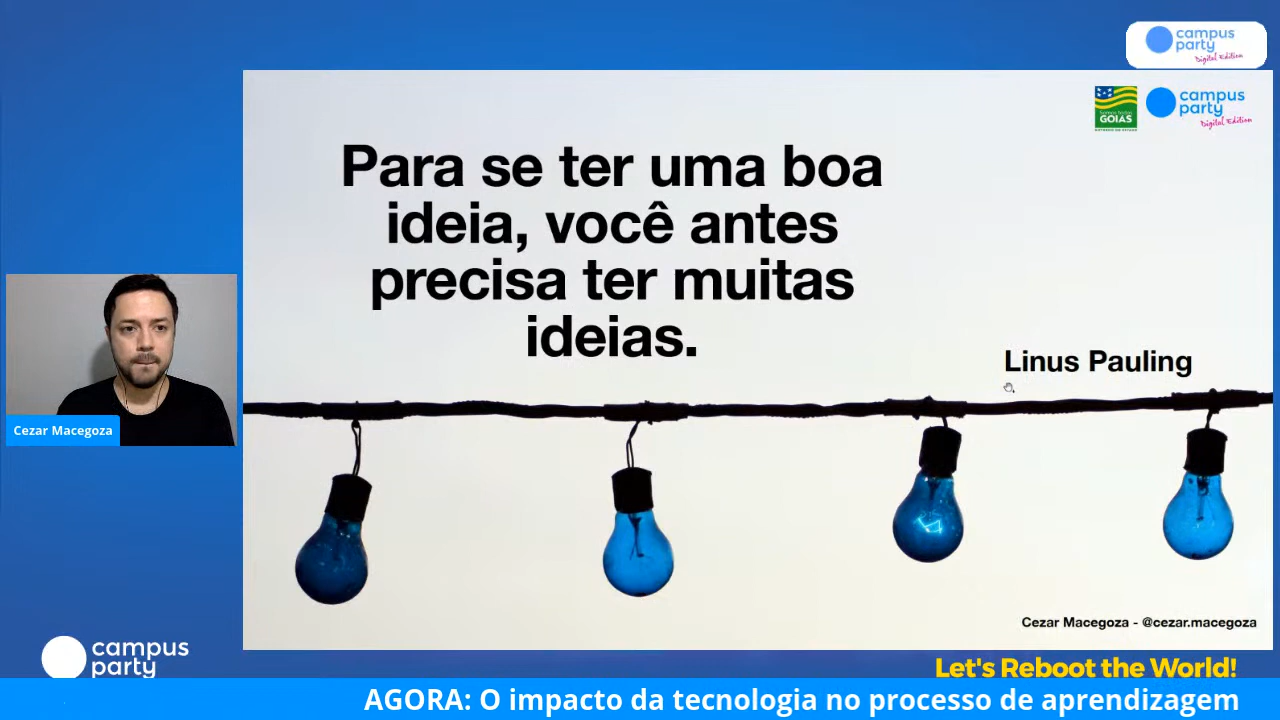 campus
party
Digital Edition
GOIÁS
campus
party
Digital Edition
Para se ter uma boa
ideia, você antes
precisa ter muitas
ideias.
Linus Pauling
Cezar Macegoza
Cezar Macegoza - @cezar.macegoza
campus
party
Let's Reboot the World!
AGORA: O impacto da tecnologia no processo de aprendizagem